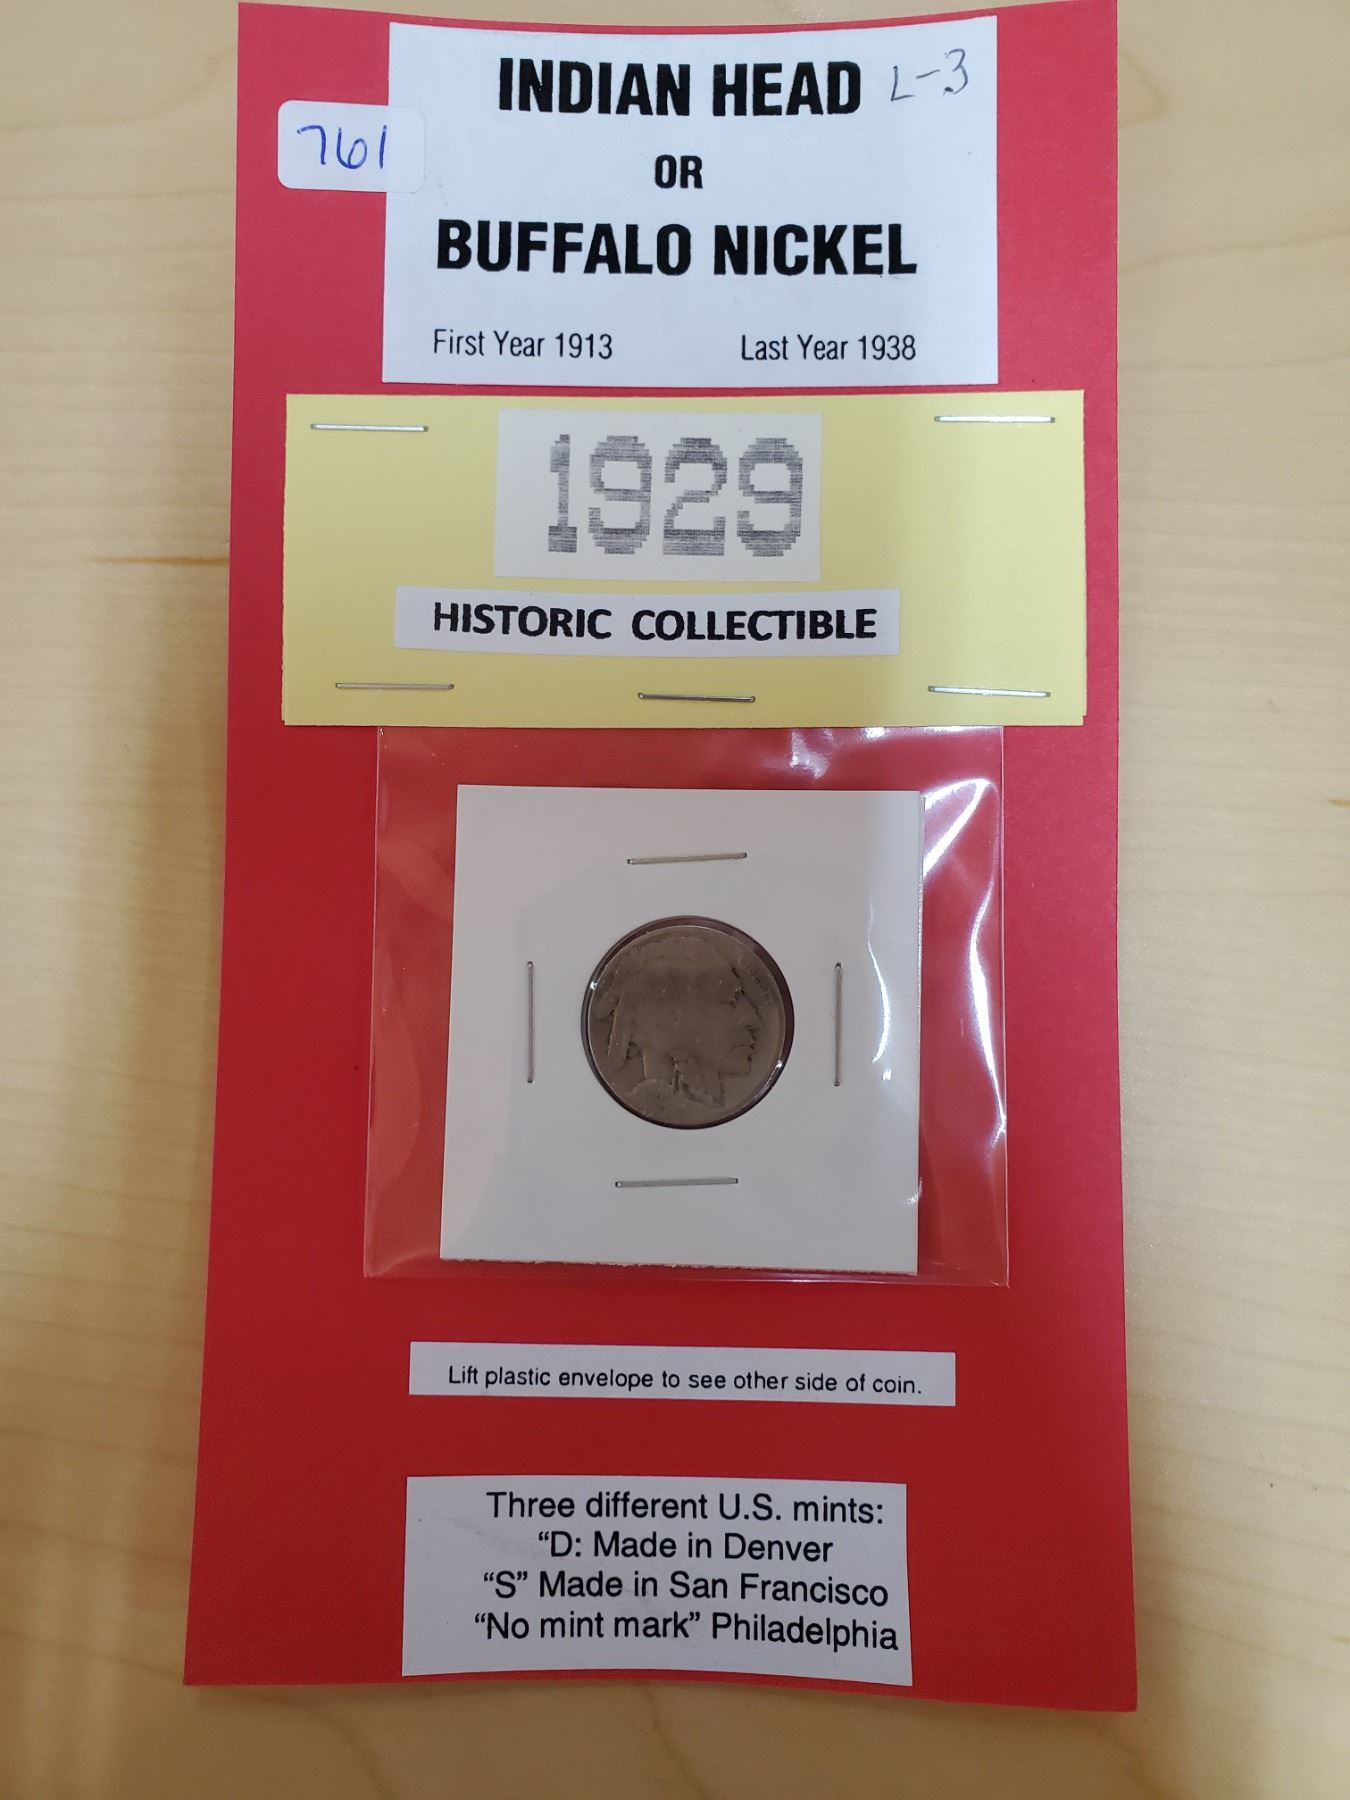 INDIAN HEAD L-3
761
OR
BUFFALO NICKEL
First Year 1913 Last Year 1938
1929
HISTORIC COLLECTIBLE
Lift plastic envelope to see other side of coin.
Three different U.S. mints:
“D: Made in Denver
“S” Made in San Francisco
“No mint mark” Philadelphia